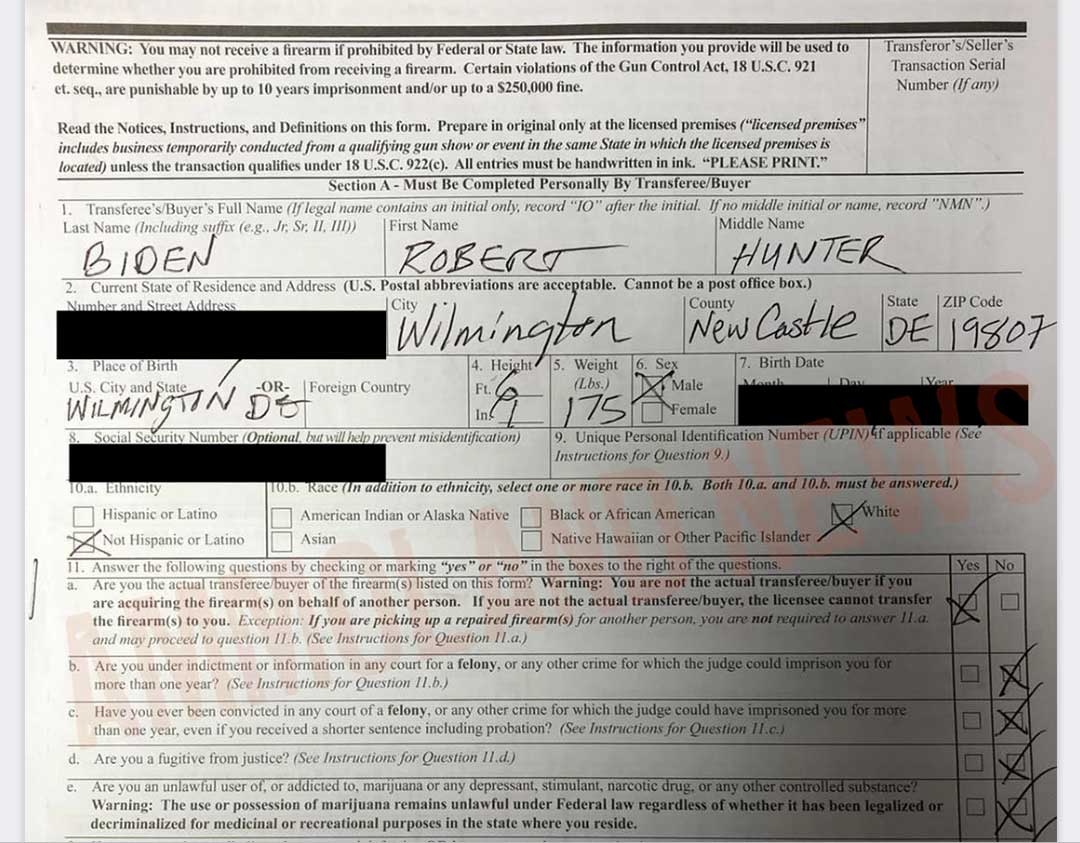 WARNING: You may not receive a firearm if prohibited by Federal or State law. The information you provide will be used to
determine whether you are prohibited from receiving a firearm. Certain violations of the Gun Control Act, 18 U.S.C. 921
et. seq., are punishable by up to 10 years imprisonment and/or up to a $250,000 fine.
Transferor's/Seller's
Transaction Serial
Number (If any)
Read the Notices, Instructions, and Definitions on this form. Prepare in original only at the licensed premises ("licensed premises"
includes business temporarily conducted from a qualifying gun show or event in the same State in which the licensed premises is
located) unless the transaction qualifies under 18 U.S.C. 922(c). All entries must be handwritten in ink. "PLEASE PRINT."
Section A - Must Be Completed Personally By Transferee/Buyer
1. Transferee's/Buyer's Full Name (If legal name contains an initial only, record "IO" after the initial. If no middle initial or name, record "NMN".)
Last Name (Including suffix (e.g., Jr, Sr, II, III)) First Name Middle Name
BIDEN ROBERT HUNTER
2. Current State of Residence and Address (U.S. Postal abbreviations are acceptable. Cannot be a post office box.)
Number and Street Address City County State ZIP Code
Wilmington New Castle DE 19807
3. Place of Birth 4. Height 5. Weight 6. Sex 7. Birth Date
U.S. City and State -OR- Foreign Country Ft. 6 (Lbs.) Male Month Day Year
WILMINGTON DE In. 1 175 Female
8. Social Security Number (Optional, but will help prevent misidentification) 9. Unique Personal Identification Number (UPIN) if applicable (See
Instructions for Question 9.)
10.a. Ethnicity 10.b. Race (In addition to ethnicity, select one or more race in 10.b. Both 10.a. and 10.b. must be answered.)
Hispanic or Latino American Indian or Alaska Native Black or African American White
Not Hispanic or Latino Asian Native Hawaiian or Other Pacific Islander
11. Answer the following questions by checking or marking "yes" or "no" in the boxes to the right of the questions. Yes No
a. Are you the actual transferee/buyer of the firearm(s) listed on this form? Warning: You are not the actual transferee/buyer if you
are acquiring the firearm(s) on behalf of another person. If you are not the actual transferee/buyer, the licensee cannot transfer
the firearm(s) to you. Exception: If you are picking up a repaired firearm(s) for another person, you are not required to answer 11.a.
and may proceed to question 11.b. (See Instructions for Question 11.a.)
b. Are you under indictment or information in any court for a felony, or any other crime for which the judge could imprison you for
more than one year? (See Instructions for Question 11.b.)
c. Have you ever been convicted in any court of a felony, or any other crime for which the judge could have imprisoned you for more
than one year, even if you received a shorter sentence including probation? (See Instructions for Question 11.c.)
d. Are you a fugitive from justice? (See Instructions for Question 11.d.)
e. Are you an unlawful user of, or addicted to, marijuana or any depressant, stimulant, narcotic drug, or any other controlled substance?
Warning: The use or possession of marijuana remains unlawful under Federal law regardless of whether it has been legalized or
decriminalized for medicinal or recreational purposes in the state where you reside.